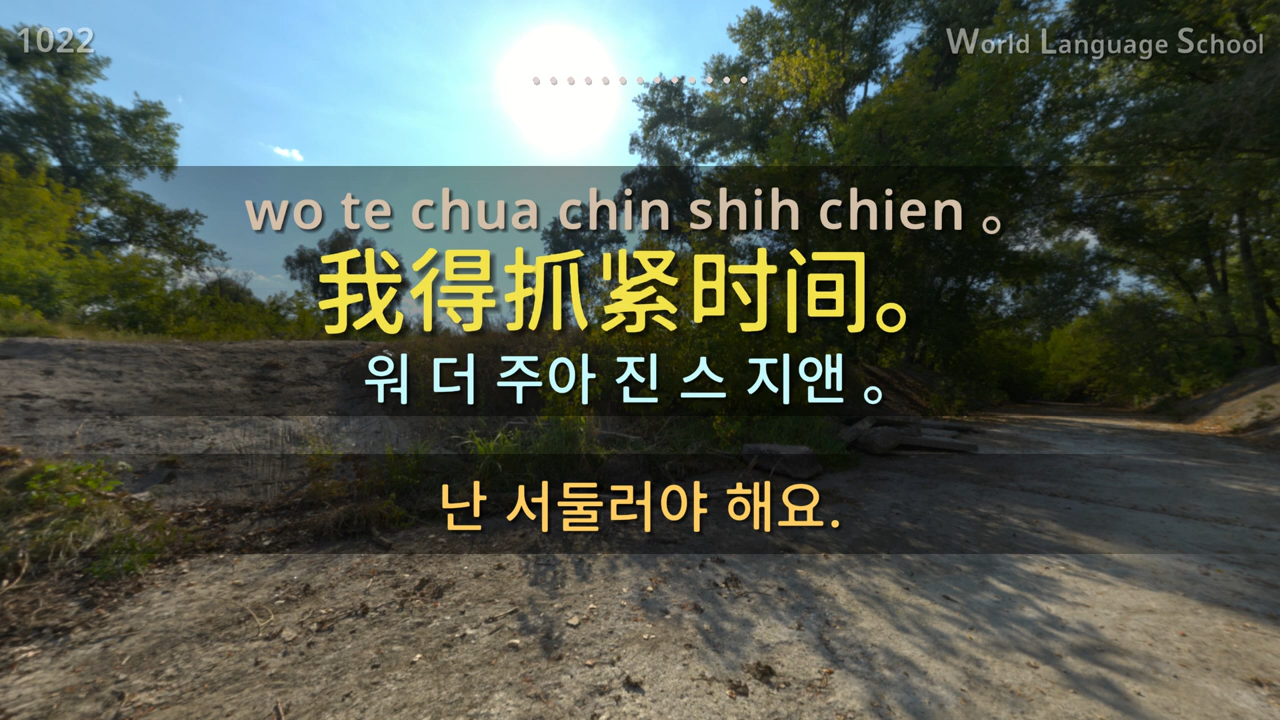 1022
World Language School
wo te chua chin shih chien 。
我得抓紧时间。
워 더 주아 진 스 지앤 。
난 서둘러야 해요.